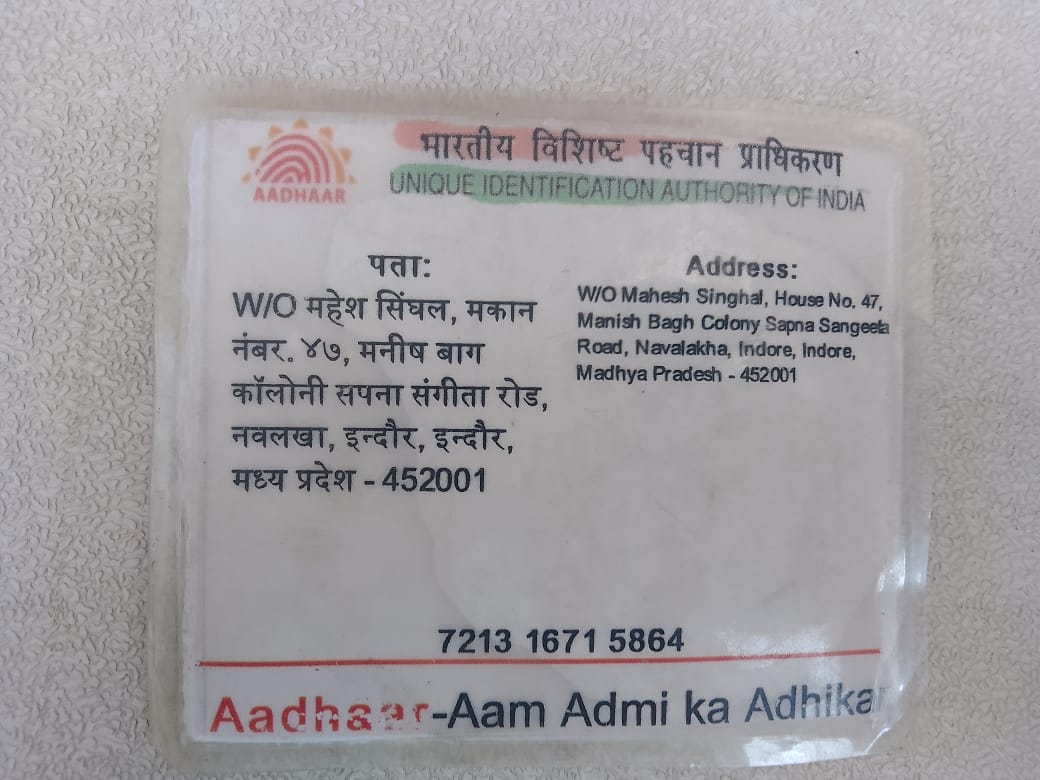 AADHAAR
भारतीय विशिष्ट पहचान प्राधिकरण
UNIQUE IDENTIFICATION AUTHORITY OF INDIA
पता:
W/O महेश सिंघल, मकान
नंबर. ४७, मनीष बाग
कॉलोनी सपना संगीता रोड,
नवलखा, इन्दौर, इन्दौर,
मध्य प्रदेश - 452001
Address:
W/O Mahesh Singhal, House No. 47,
Manish Bagh Colony Sapna Sangeeta
Road, Navalakha, Indore, Indore,
Madhya Pradesh - 452001
7213 1671 5864
Aadhaar-Aam Admi ka Adhikar